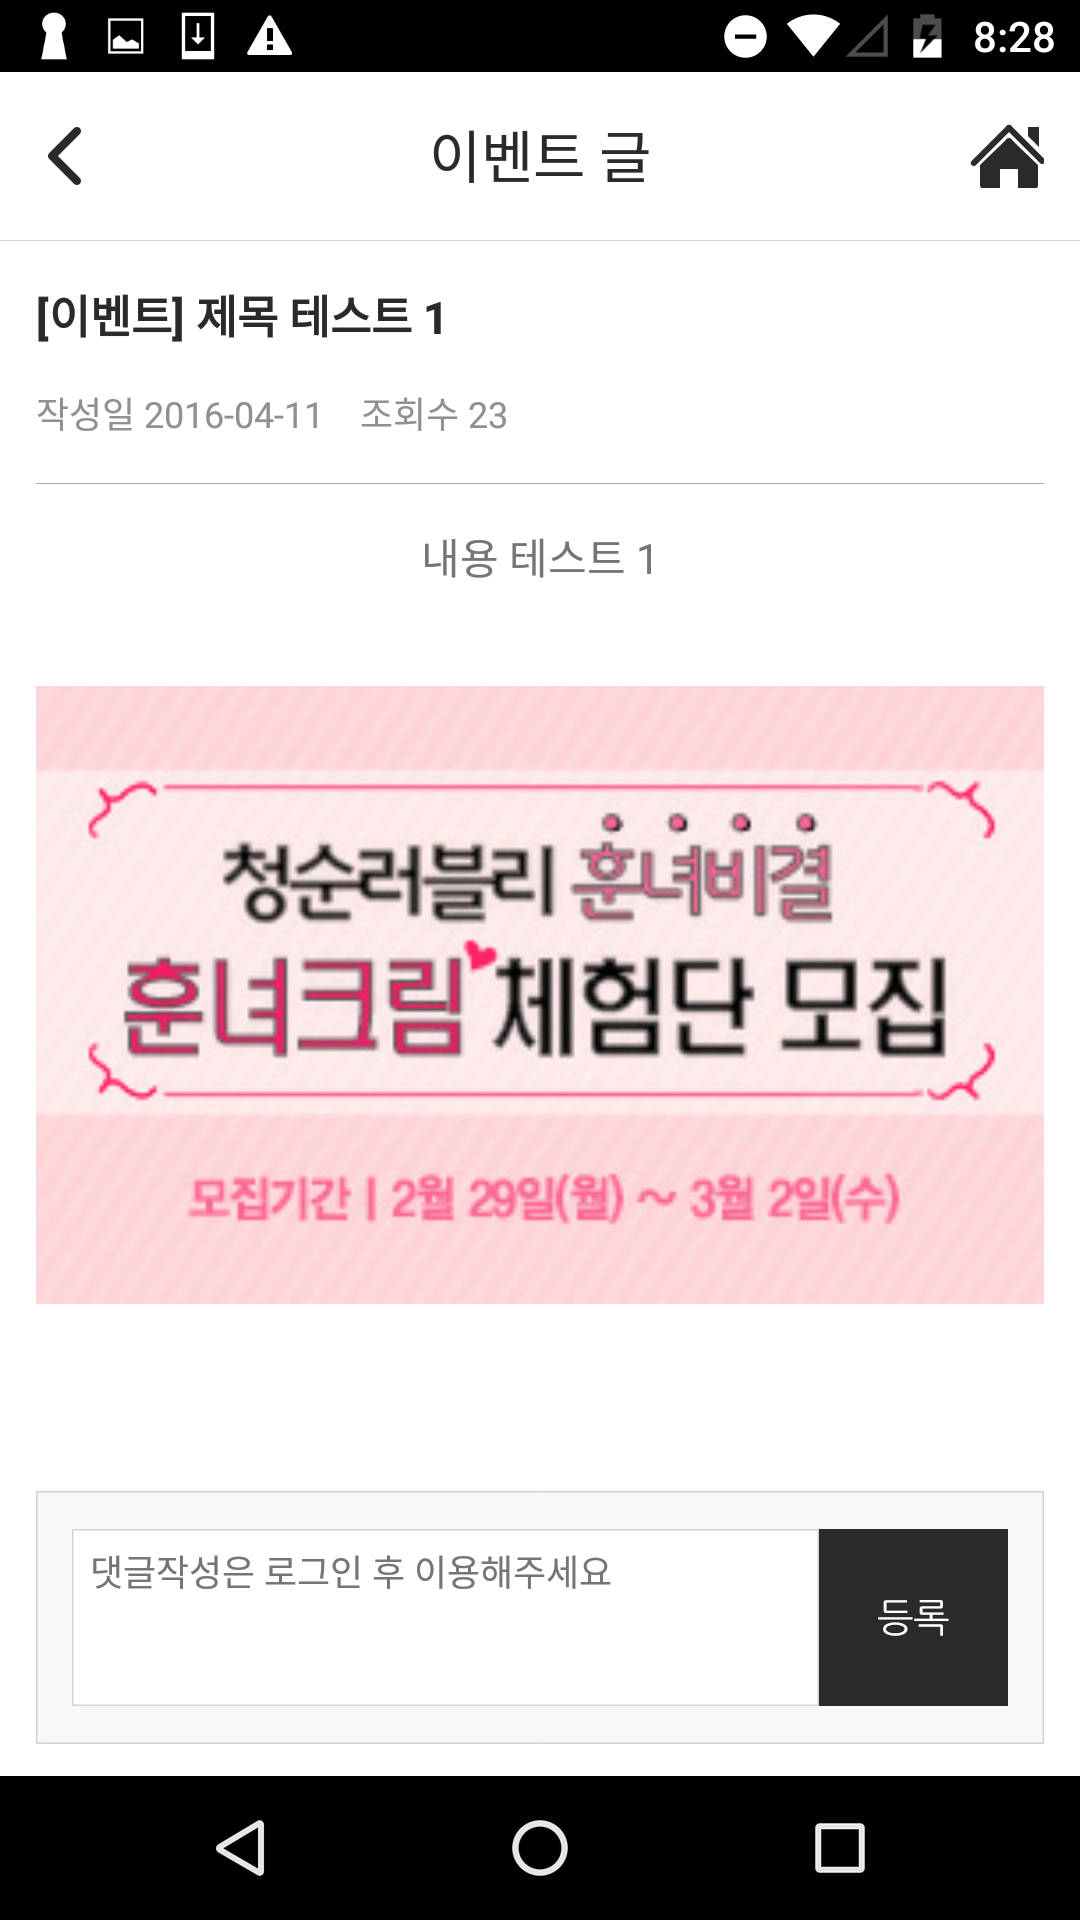 8:28
이벤트 글
[이벤트] 제목 테스트 1
작성일 2016-04-11 조회수 23
내용 테스트 1
청순러블리 훈녀비결
훈녀크림 체험단 모집
모집기간 | 2월 29일(월) ~ 3월 2일(수)
댓글작성은 로그인 후 이용해주세요
등록